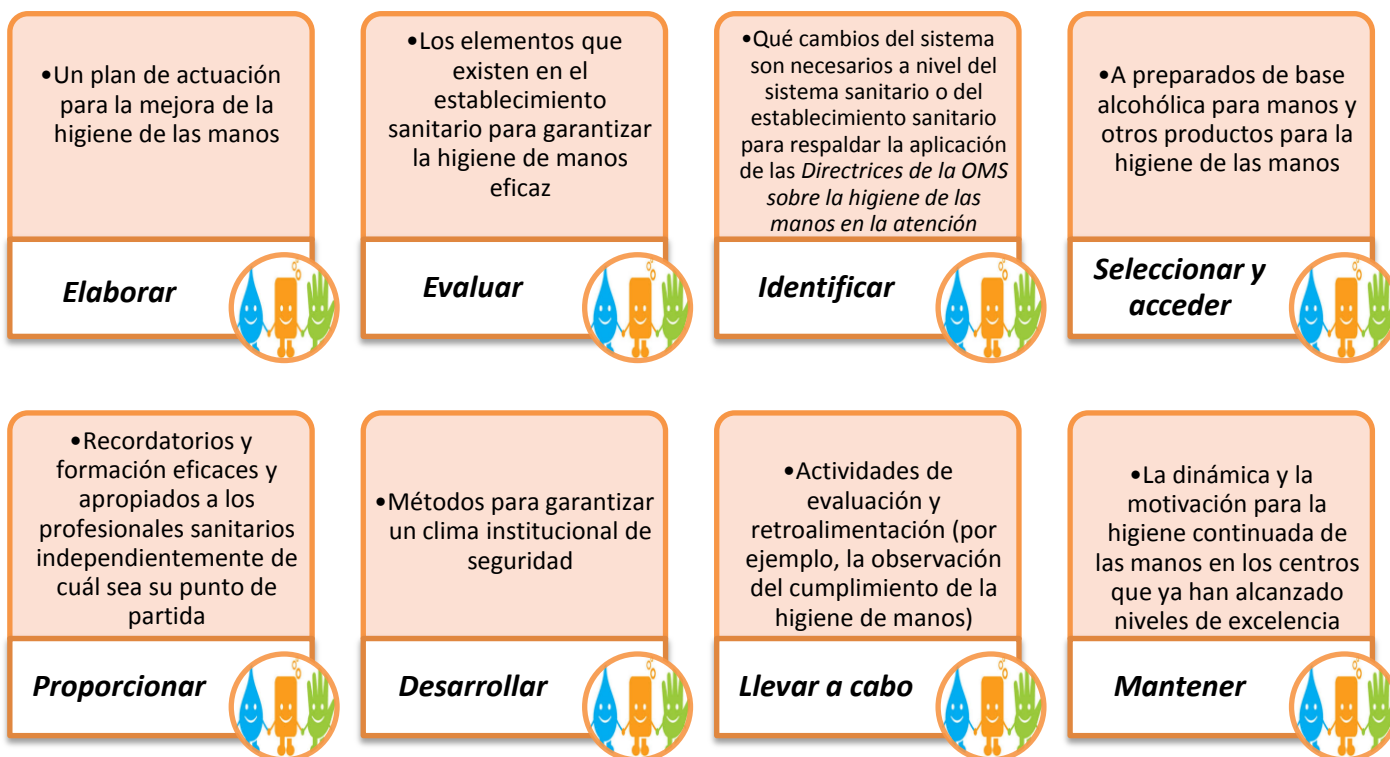 •Un plan de actuación
para la mejora de la
higiene de las manos
Elaborar
•Los elementos que
existen en el
establecimiento
sanitario para garantizar
la higiene de manos
eficaz
Evaluar
•Qué cambios del sistema
son necesarios a nivel del
sistema sanitario o del
establecimiento sanitario
para respaldar la aplicación
de las Directrices de la OMS
sobre la higiene de las
manos en la atención
Identificar
•A preparados de base
alcohólica para manos y
otros productos para la
higiene de las manos
Seleccionar y
acceder
•Recordatorios y
formación eficaces y
apropiados a los
profesionales sanitarios
independientemente de
cuál sea su punto de
partida
Proporcionar
•Métodos para garantizar
un clima institucional de
seguridad
Desarrollar
•Actividades de
evaluación y
retroalimentación (por
ejemplo, la observación
del cumplimiento de la
higiene de manos)
Llevar a cabo
•La dinámica y la
motivación para la
higiene continuada de
las manos en los centros
que ya han alcanzado
niveles de excelencia
Mantener